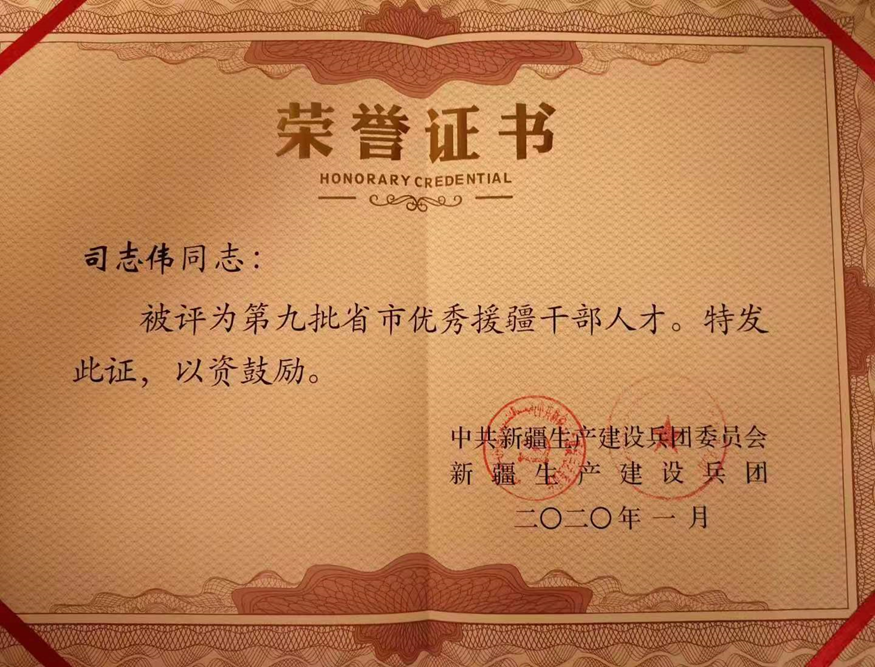 荣誉证书
HONORARY CREDENTIAL
司志伟同志：
被评为第九批省市优秀援疆干部人才。特发
此证，以资鼓励。
中共新疆生产建设兵团委员会
新疆生产建设兵团
二〇二〇年一月